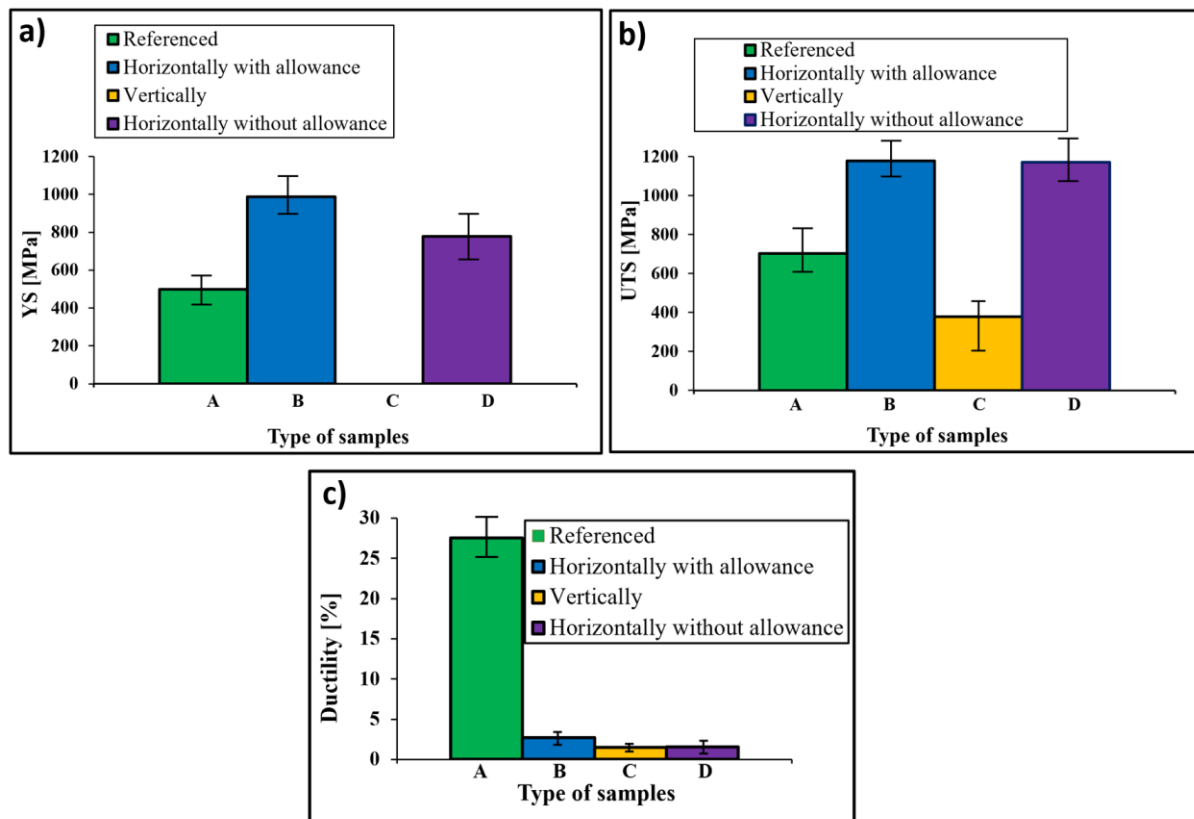 a)
Referenced
Horizontally with allowance
Vertically
Horizontally without allowance
YS [MPa]
1200
1000
800
600
400
200
0
A B C D
Type of samples
b)
Referenced
Horizontally with allowance
Vertically
Horizontally without allowance
UTS [MPa]
1200
1000
800
600
400
200
0
A B C D
Type of samples
c)
Referenced
Horizontally with allowance
Vertically
Horizontally without allowance
Ductility [%]
30
25
20
15
10
5
0
A B C D
Type of samples